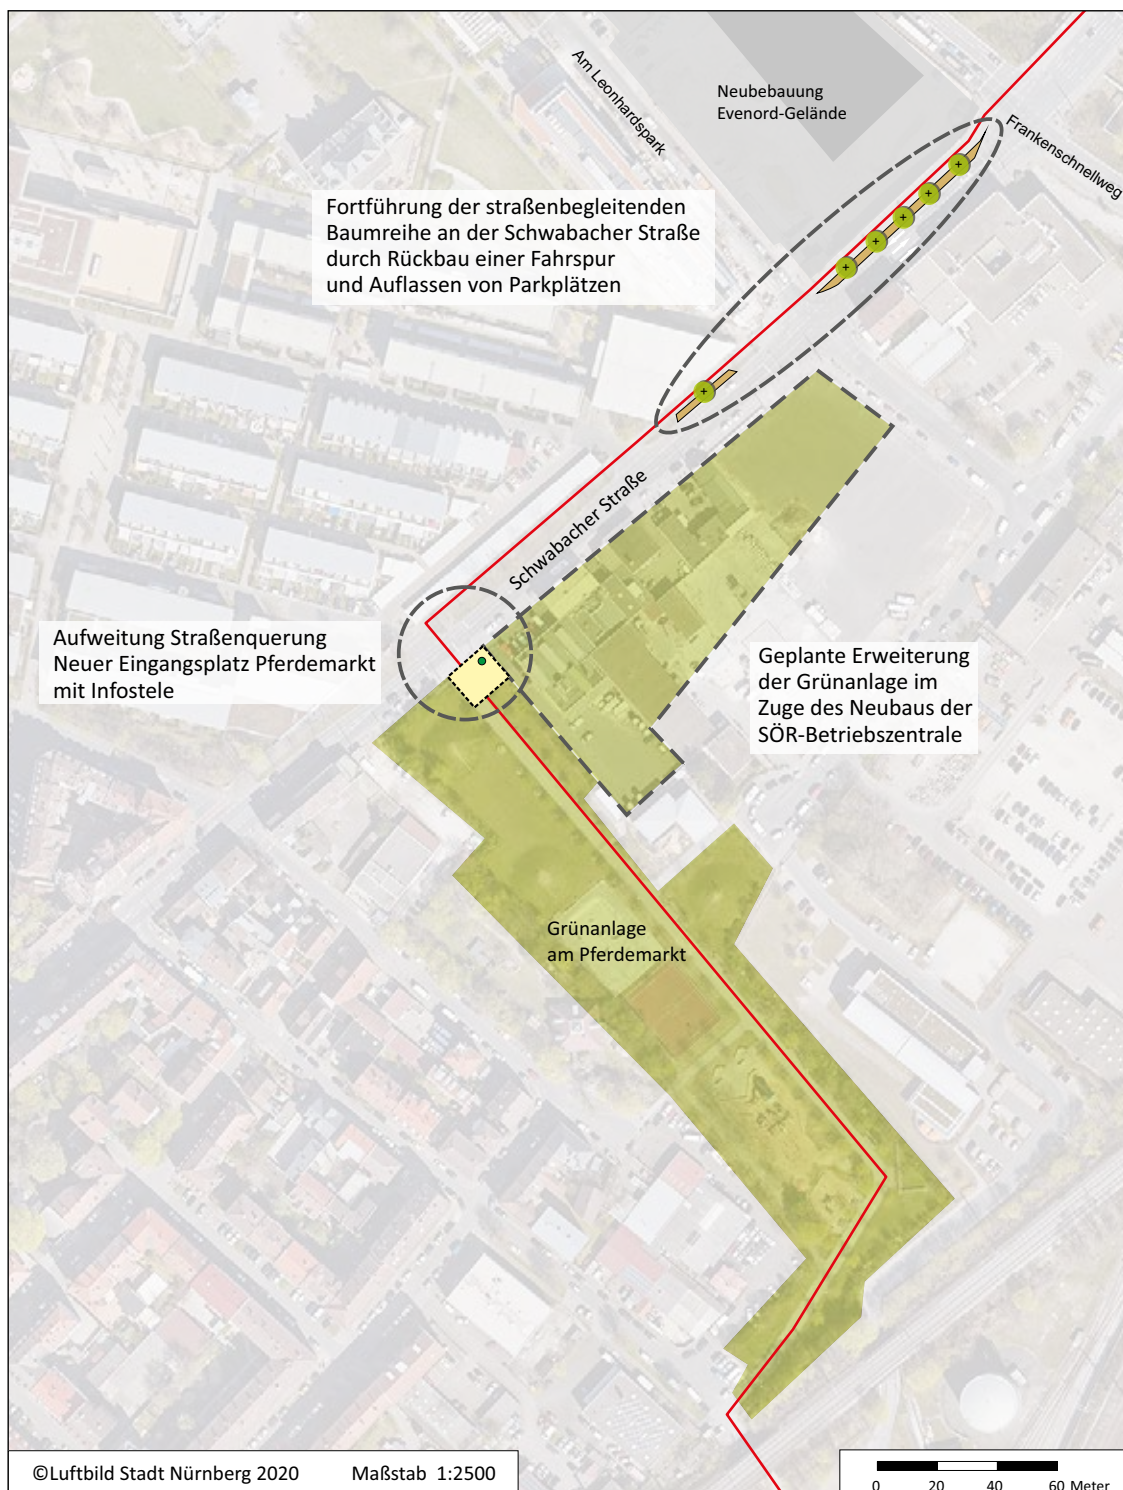 Am Leonhardspark
Neubebauung
Evenord-Gelände
Frankenschnellweg
Fortführung der straßenbegleitenden
Baumreihe an der Schwabacher Straße
durch Rückbau einer Fahrspur
und Auflassen von Parkplätzen
Schwabacher Straße
Aufweitung Straßenquerung
Neuer Eingangsplatz Pferdemarkt
mit Infostele
Geplante Erweiterung
der Grünanlage im
Zuge des Neubaus der
SÖR-Betriebszentrale
Grünanlage
am Pferdemarkt
©Luftbild Stadt Nürnberg 2020 Maßstab 1:2500
0 20 40 60 Meter